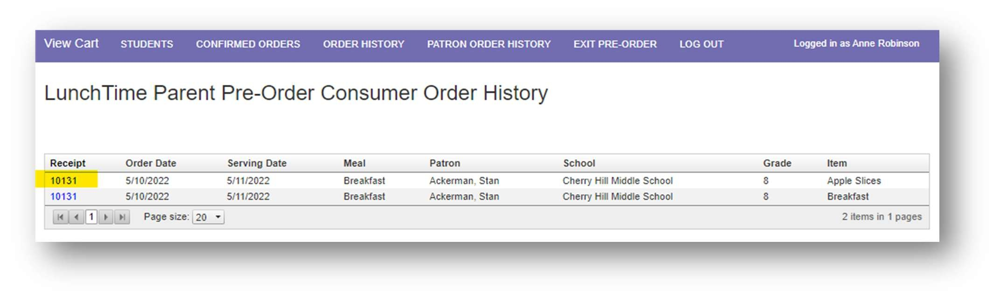 View Cart STUDENTS CONFIRMED ORDERS ORDER HISTORY PATRON ORDER HISTORY EXIT PRE-ORDER LOG OUT Logged in as Anne Robinson
LunchTime Parent Pre-Order Consumer Order History
Receipt Order Date Serving Date Meal Patron School Grade Item
10131 5/10/2022 5/11/2022 Breakfast Ackerman, Stan Cherry Hill Middle School 8 Apple Slices
10131 5/10/2022 5/11/2022 Breakfast Ackerman, Stan Cherry Hill Middle School 8 Breakfast
1 Page size: 20 2 items in 1 pages